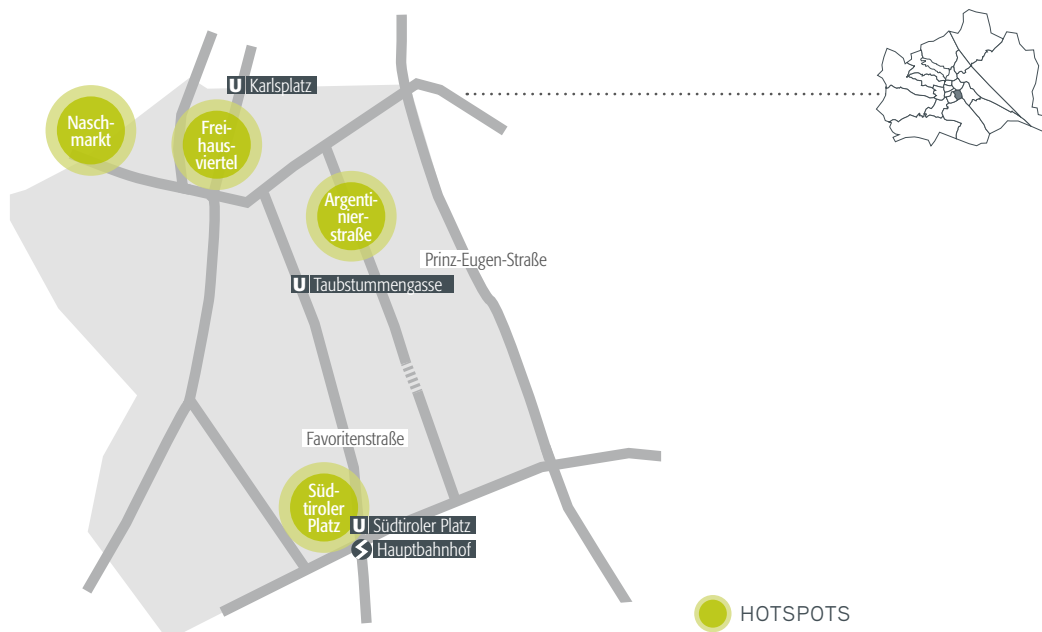 U Karlsplatz
Nasch-
markt
Frei-
haus-
viertel
Argenti-
nier-
straße
Prinz-Eugen-Straße
U Taubstummengasse
Favoritenstraße
Süd-
tiroler
Platz
U Südtiroler Platz
Hauptbahnhof
HOTSPOTS